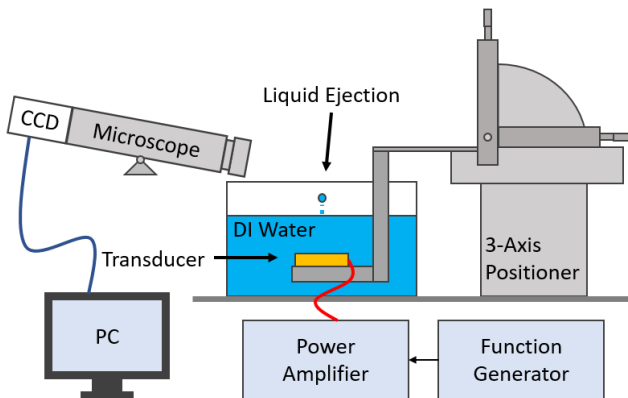 Liquid Ejection
CCD
Microscope
DI Water
Transducer
3-Axis
Positioner
PC
Power
Amplifier
Function
Generator